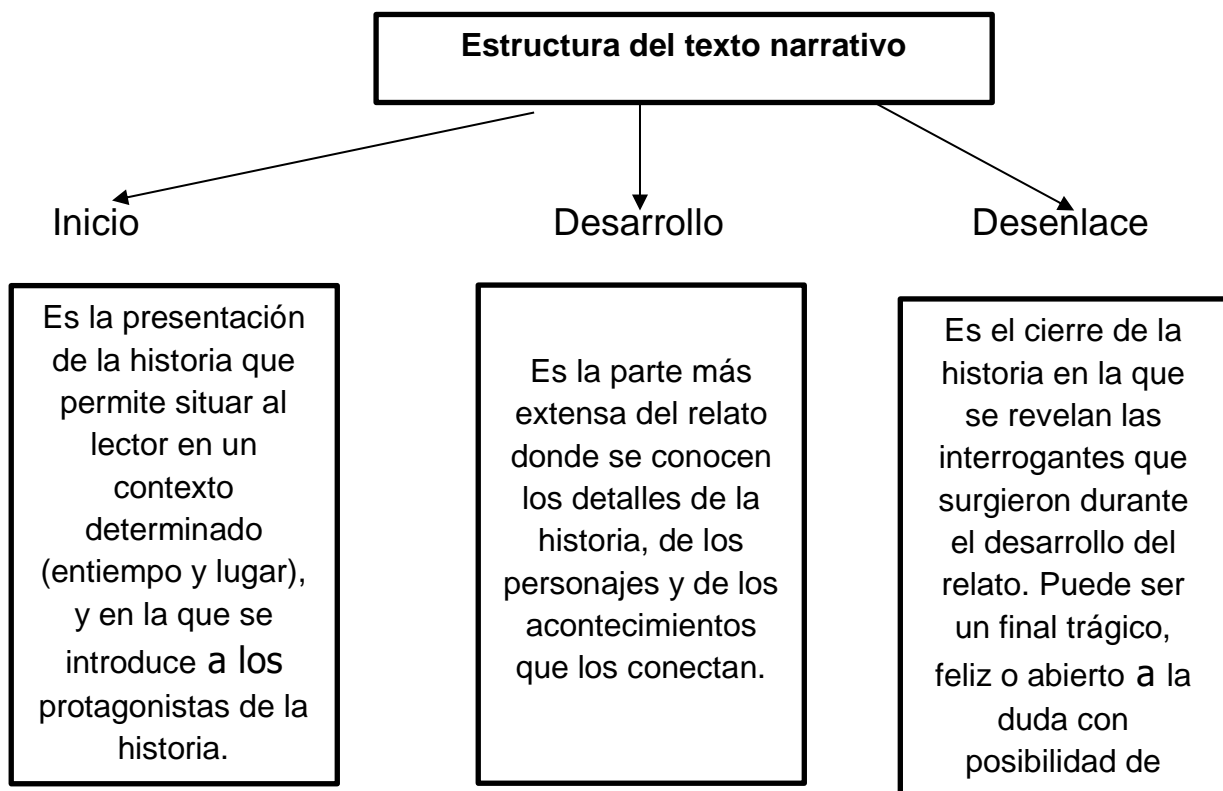 Estructura del texto narrativo
Inicio
Desarrollo
Desenlace
Es la presentación
de la historia que
permite situar al
lector en un
contexto
determinado
(entiempo y lugar),
y en la que se
introduce a los
protagonistas de la
historia.
Es la parte más
extensa del relato
donde se conocen
los detalles de la
historia, de los
personajes y de los
acontecimientos
que los conectan.
Es el cierre de la
historia en la que
se revelan las
interrogantes que
surgieron durante
el desarrollo del
relato. Puede ser
un final trágico,
feliz o abierto a la
duda con
posibilidad de